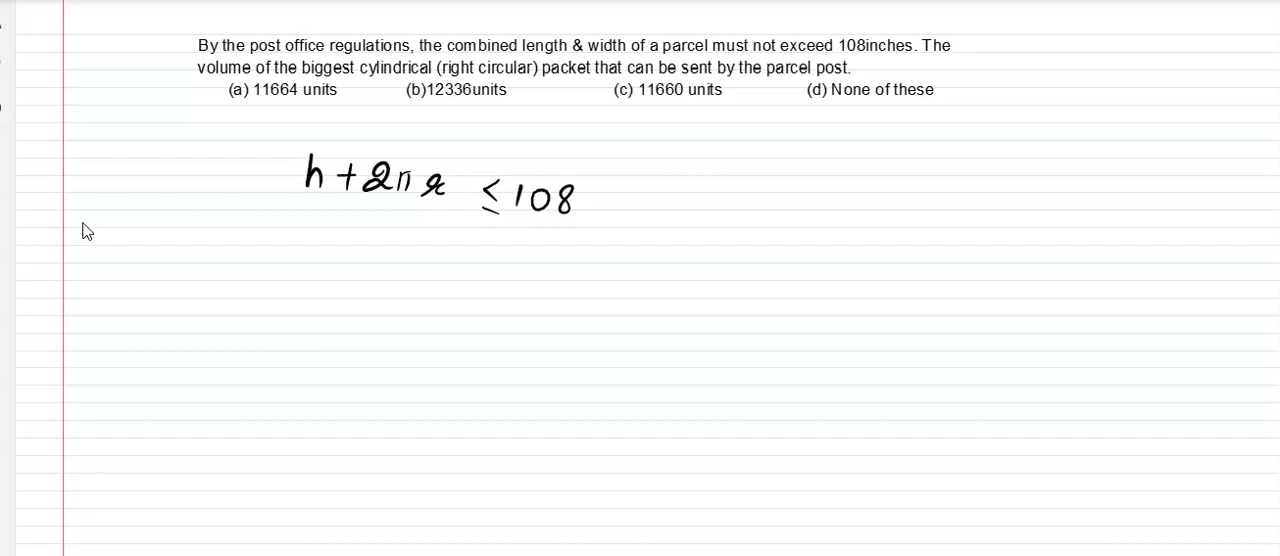 By the post office regulations, the combined length & width of a parcel must not exceed 108inches. The
volume of the biggest cylindrical (right circular) packet that can be sent by the parcel post.
(a) 11664 units (b)12336units (c) 11660 units (d) None of these
h + 2πr ≤ 108